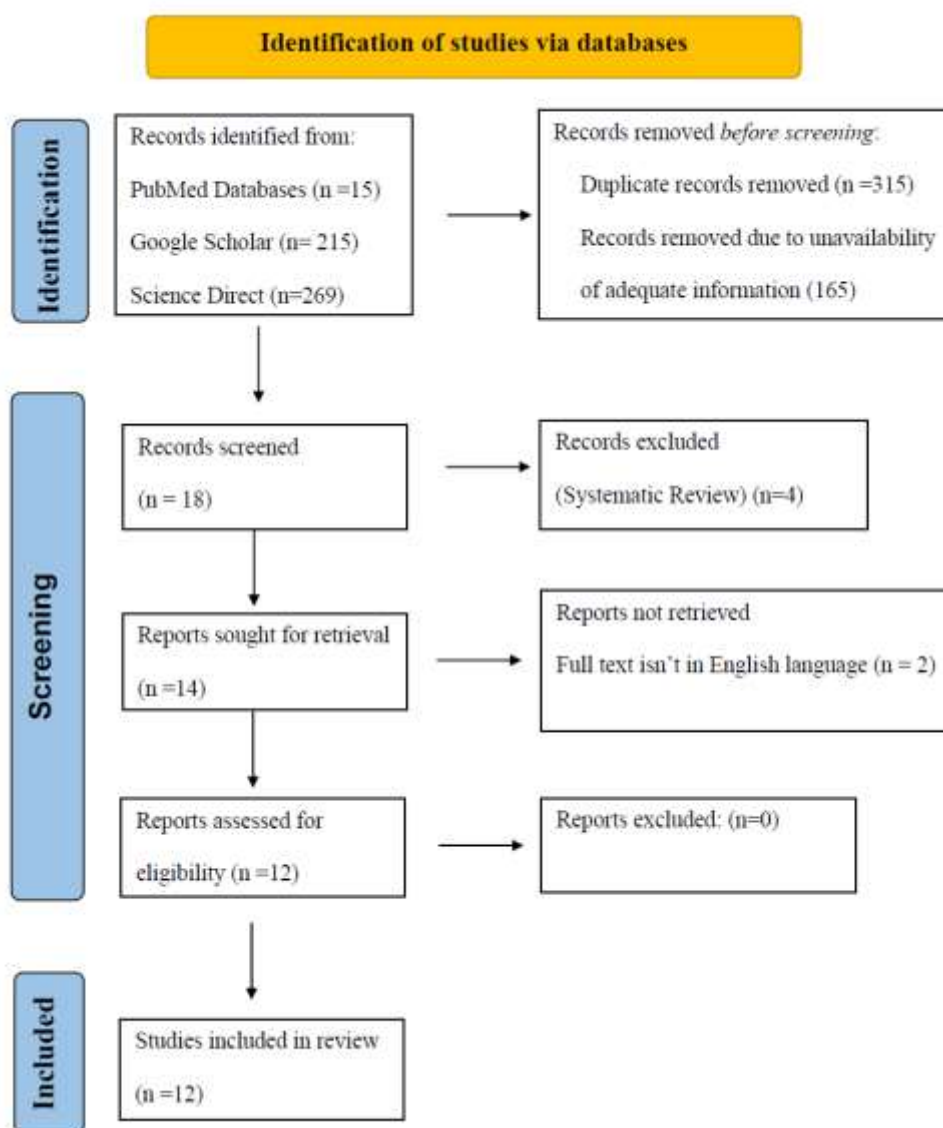 Identification of studies via databases
Identification
Records identified from:
PubMed Databases (n =15)
Google Scholar (n= 215)
Science Direct (n=269)
Records removed before screening:
Duplicate records removed (n =315)
Records removed due to unavailability
of adequate information (165)
Screening
Records screened
(n = 18)
Records excluded
(Systematic Review) (n=4)
Reports sought for retrieval
(n =14)
Reports not retrieved
Full text isn’t in English language (n = 2)
Reports assessed for
eligibility (n =12)
Reports excluded: (n=0)
Included
Studies included in review
(n =12)